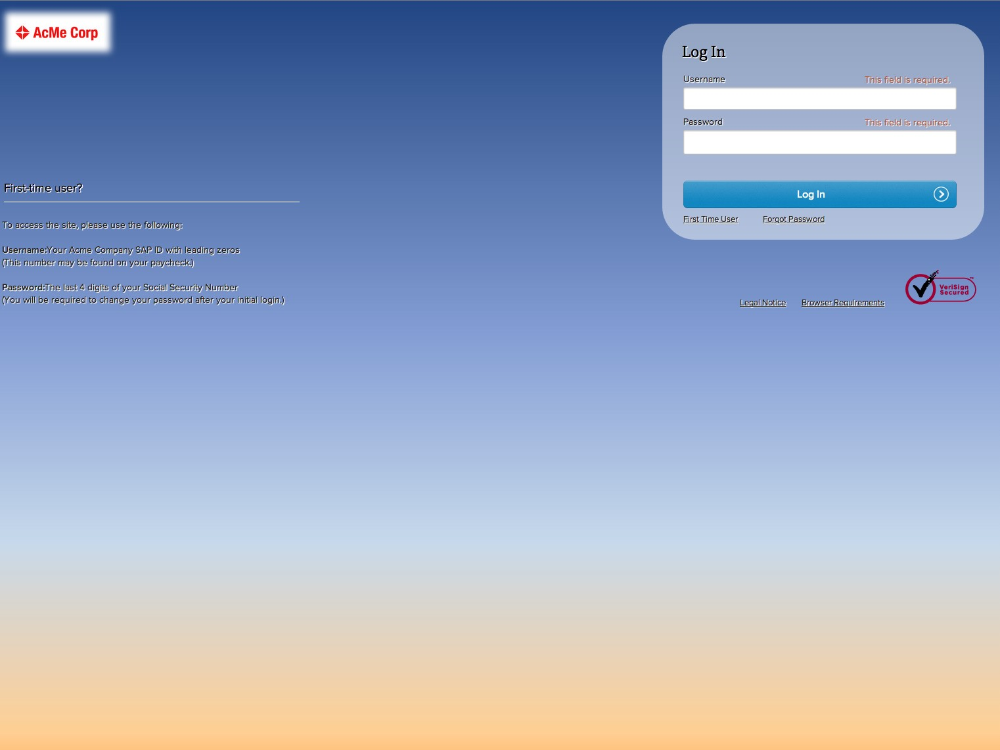 AcMe Corp
Log In
Username
This field is required.
Password
This field is required.
Log In
First Time User
Forgot Password
First-time user?
To access the site, please use the following:
Username:Your Acme Company SAP ID with leading zeros
(This number may be found on your paycheck.)
Password:The last 4 digits of your Social Security Number
(You will be required to change your password after your initial login.)
Legal Notice
Browser Requirements
VeriSign
Secured
™